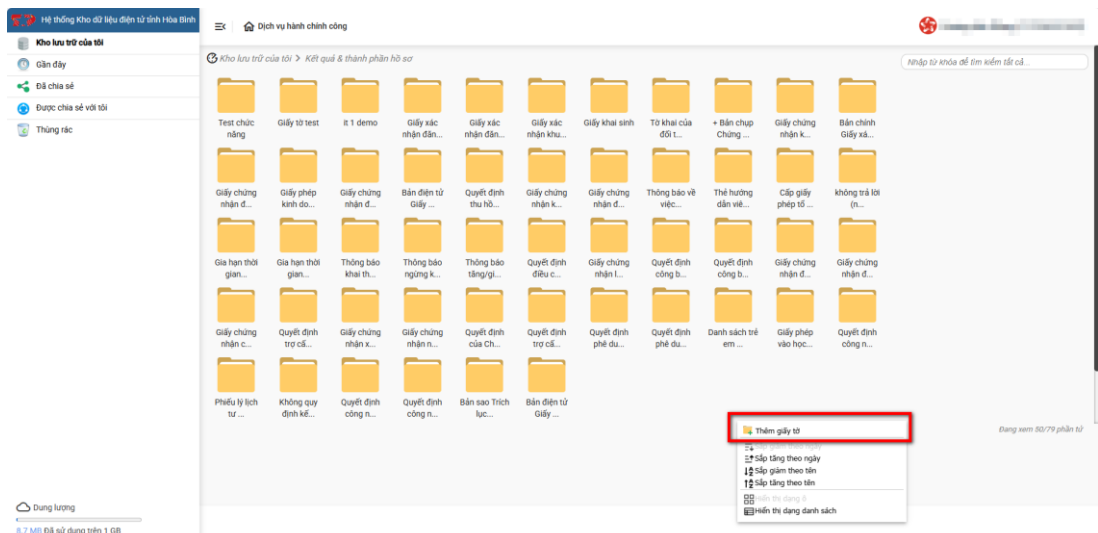 Hệ thống Kho dữ liệu điện tử tỉnh Hòa Bình
Dịch vụ hành chính công
Kho lưu trữ của tôi
Gần đây
Đã chia sẻ
Được chia sẻ với tôi
Thùng rác
Kho lưu trữ của tôi > Kết quả & thành phần hồ sơ
Nhập từ khóa để tìm kiếm tất cả...
Test chức năng
Giấy tờ test
it 1 demo
Giấy xác nhận đăn...
Giấy xác nhận đăn...
Giấy xác nhận khu...
Giấy khai sinh
Tờ khai của đối t...
+ Bản chụp Chứng ...
Giấy chứng nhận k...
Bản chính Giấy xá...
Giấy chứng nhận đ...
Giấy phép kinh do...
Giấy chứng nhận đ...
Bản điện tử Giấy ...
Quyết định thu hồ...
Giấy chứng nhận k...
Giấy chứng nhận đ...
Thông báo về việc...
Thẻ hướng dẫn viê...
Cấp giấy phép tổ ...
không trả lời (n...
Gia hạn thời gian...
Gia hạn thời gian...
Thông báo khai th...
Thông báo ngừng k...
Thông báo tăng/gi...
Quyết định điều c...
Giấy chứng nhận l...
Quyết định công b...
Quyết định công b...
Giấy chứng nhận đ...
Giấy chứng nhận đ...
Giấy chứng nhận c...
Quyết định trợ cấ...
Giấy chứng nhận x...
Giấy chứng nhận n...
Quyết định của Ch...
Quyết định trợ cấ...
Quyết định phê du...
Quyết định phê du...
Danh sách trẻ em ...
Giấy phép vào học...
Quyết định công n...
Phiếu lý lịch tư ...
Không quy định kế...
Quyết định công n...
Quyết định công n...
Bản sao Trích lục...
Bản điện tử Giấy ...
Thêm giấy tờ
Sắp giảm theo ngày
Sắp tăng theo ngày
Sắp giảm theo tên
Sắp tăng theo tên
Hiển thị dạng ô
Hiển thị dạng danh sách
Đang xem 50/79 phần tử
Dung lượng
8.7 MB Đã sử dụng trên 1 GB